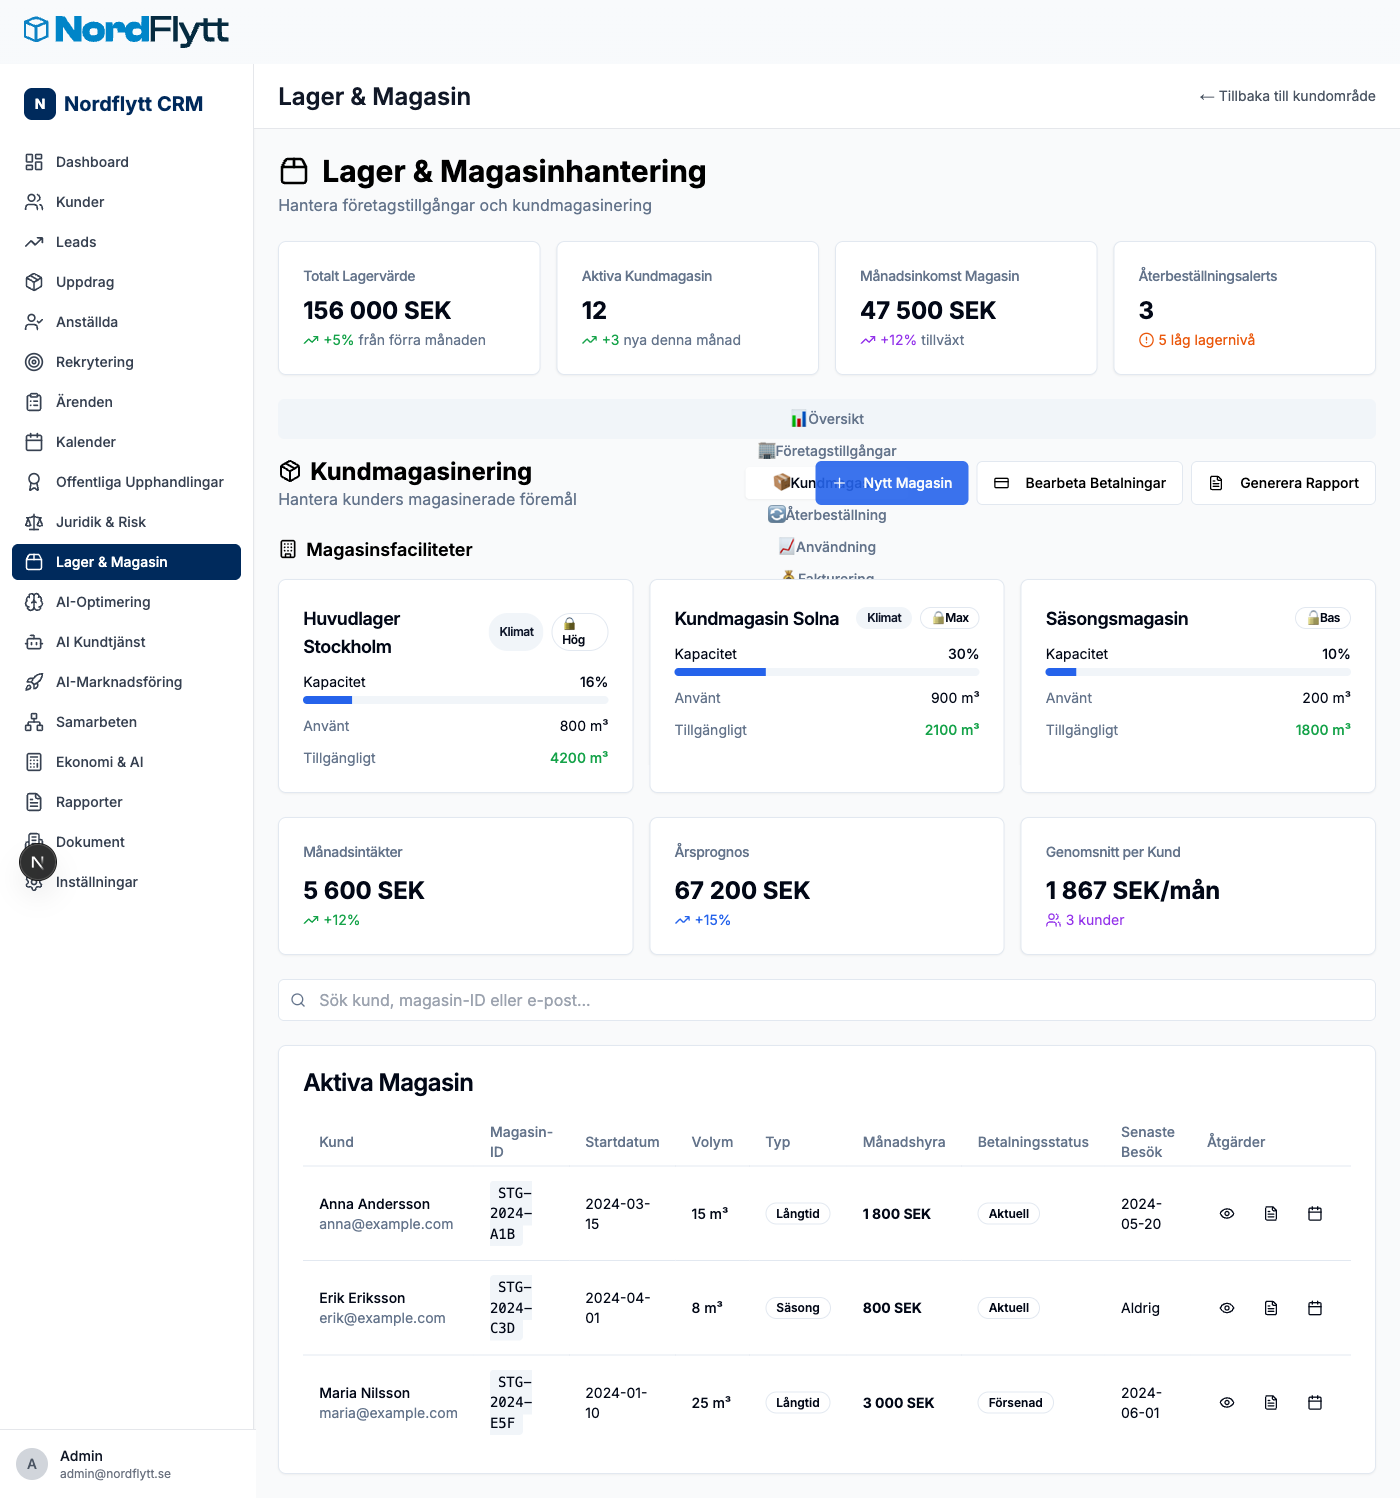 NordFlytt
N Nordflytt CRM
Dashboard
Kunder
Leads
Uppdrag
Anställda
Rekrytering
Ärenden
Kalender
Offentliga Upphandlingar
Juridik & Risk
Lager & Magasin
AI-Optimering
AI Kundtjänst
AI-Marknadsföring
Samarbeten
Ekonomi & AI
Rapporter
Dokument
N
Inställningar
A
Admin
admin@nordflytt.se
Lager & Magasin
← Tillbaka till kundområde
Lager & Magasinhantering
Hantera företagstillgångar och kundmagasinering
Totalt Lagervärde
156 000 SEK
+5% från förra månaden
Aktiva Kundmagasin
12
+3 nya denna månad
Månadsinkomst Magasin
47 500 SEK
+12% tillväxt
Återbeställningsalerts
3
5 låg lagernivå
Översikt
Företagstillgångar
Återbeställning
Användning
Fakturering
Kundmagasinering
Hantera kunders magasinerade föremål
Nytt Magasin
Bearbeta Betalningar
Generera Rapport
Magasinsfaciliteter
Huvudlager
Stockholm
Klimat
Hög
Kapacitet 16%
Använt 800 m³
Tillgängligt 4200 m³
Kundmagasin Solna
Klimat
Max
Kapacitet 30%
Använt 900 m³
Tillgängligt 2100 m³
Säsongsmagasin
Bas
Kapacitet 10%
Använt 200 m³
Tillgängligt 1800 m³
Månadsintäkter
5 600 SEK
+12%
Årsprognos
67 200 SEK
+15%
Genomsnitt per Kund
1 867 SEK/mån
3 kunder
Sök kund, magasin-ID eller e-post...
Aktiva Magasin
Kund
Magasin-
ID
Startdatum
Volym
Typ
Månadshyra
Betalningsstatus
Senaste
Besök
Åtgärder
Anna Andersson
anna@example.com
STG-
2024-
A1B
2024-03-
15
15 m³
Långtid
1 800 SEK
Aktuell
2024-
05-20
Erik Eriksson
erik@example.com
STG-
2024-
C3D
2024-04-
01
8 m³
Säsong
800 SEK
Aktuell
Aldrig
Maria Nilsson
maria@example.com
STG-
2024-
E5F
2024-01-
10
25 m³
Långtid
3 000 SEK
Försenad
2024-
06-01